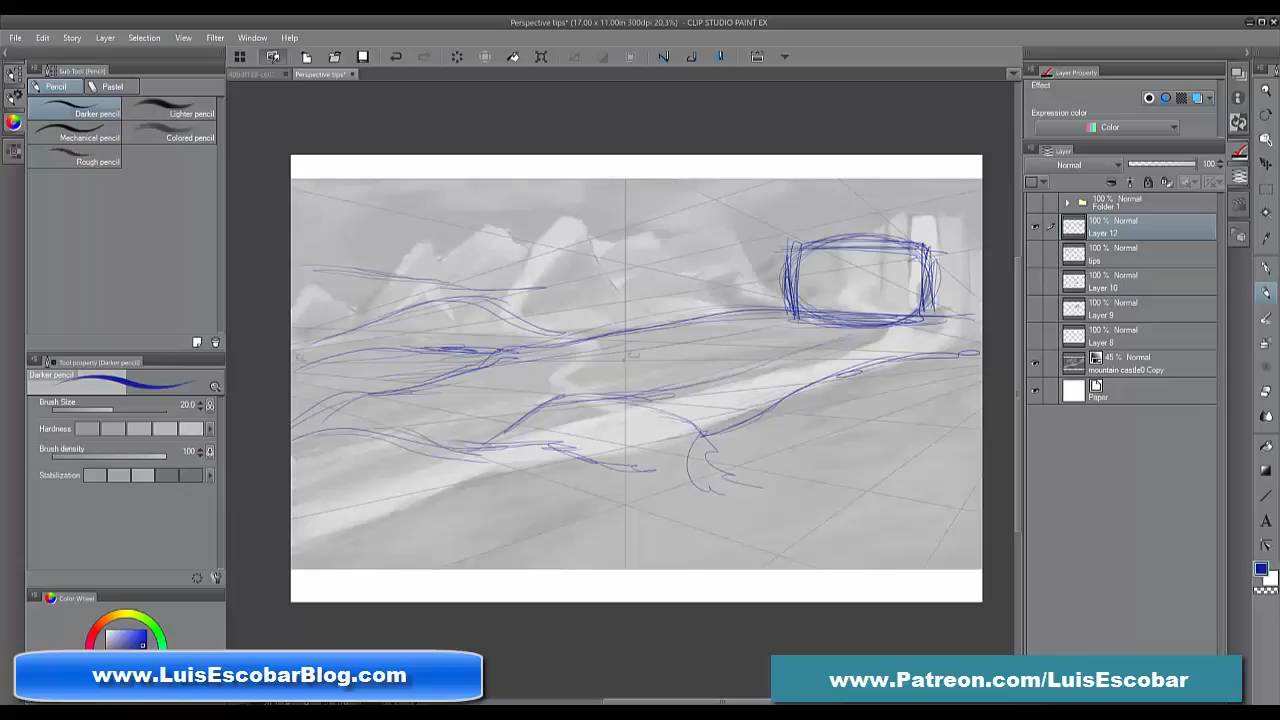 Perspective tips* (17.00 x 11.00in 300dpi 20.3%) - CLIP STUDIO PAINT EX
File Edit Story Layer Selection View Filter Window Help
Sub Tool [Pencil]
Perspective tips*
Pencil Pastel
Darker pencil Lighter pencil
Mechanical pencil Colored pencil
Rough pencil
Tool property [Darker pencil]
Darker pencil
Brush Size 20.0
Hardness
Brush density 100
Stabilization
Color Wheel
Layer Property
Effect
Expression color
Color
Layer
Normal 100
100 % Normal
Folder 1
100 % Normal
Layer 12
100 % Normal
tips
100 % Normal
Layer 10
100 % Normal
Layer 9
100 % Normal
Layer 8
45 % Normal
mountain castle0 Copy
Paper
A
www.LuisEscobarBlog.com
www.Patreon.com/LuisEscobar